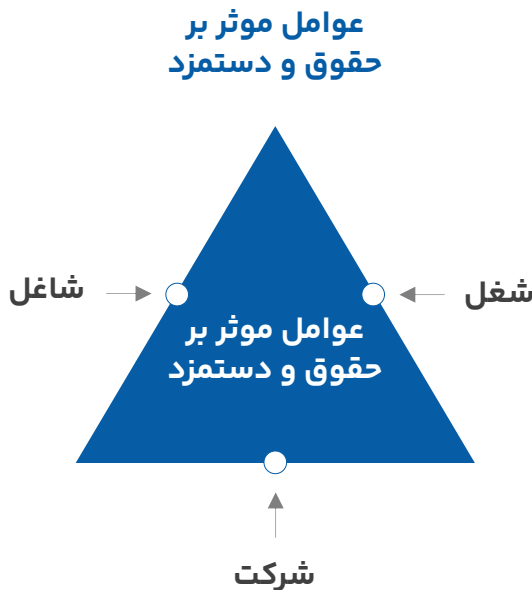 عوامل موثر بر
حقوق و دستمزد
شغل
شاغل
عوامل موثر بر
حقوق و دستمزد
شرکت